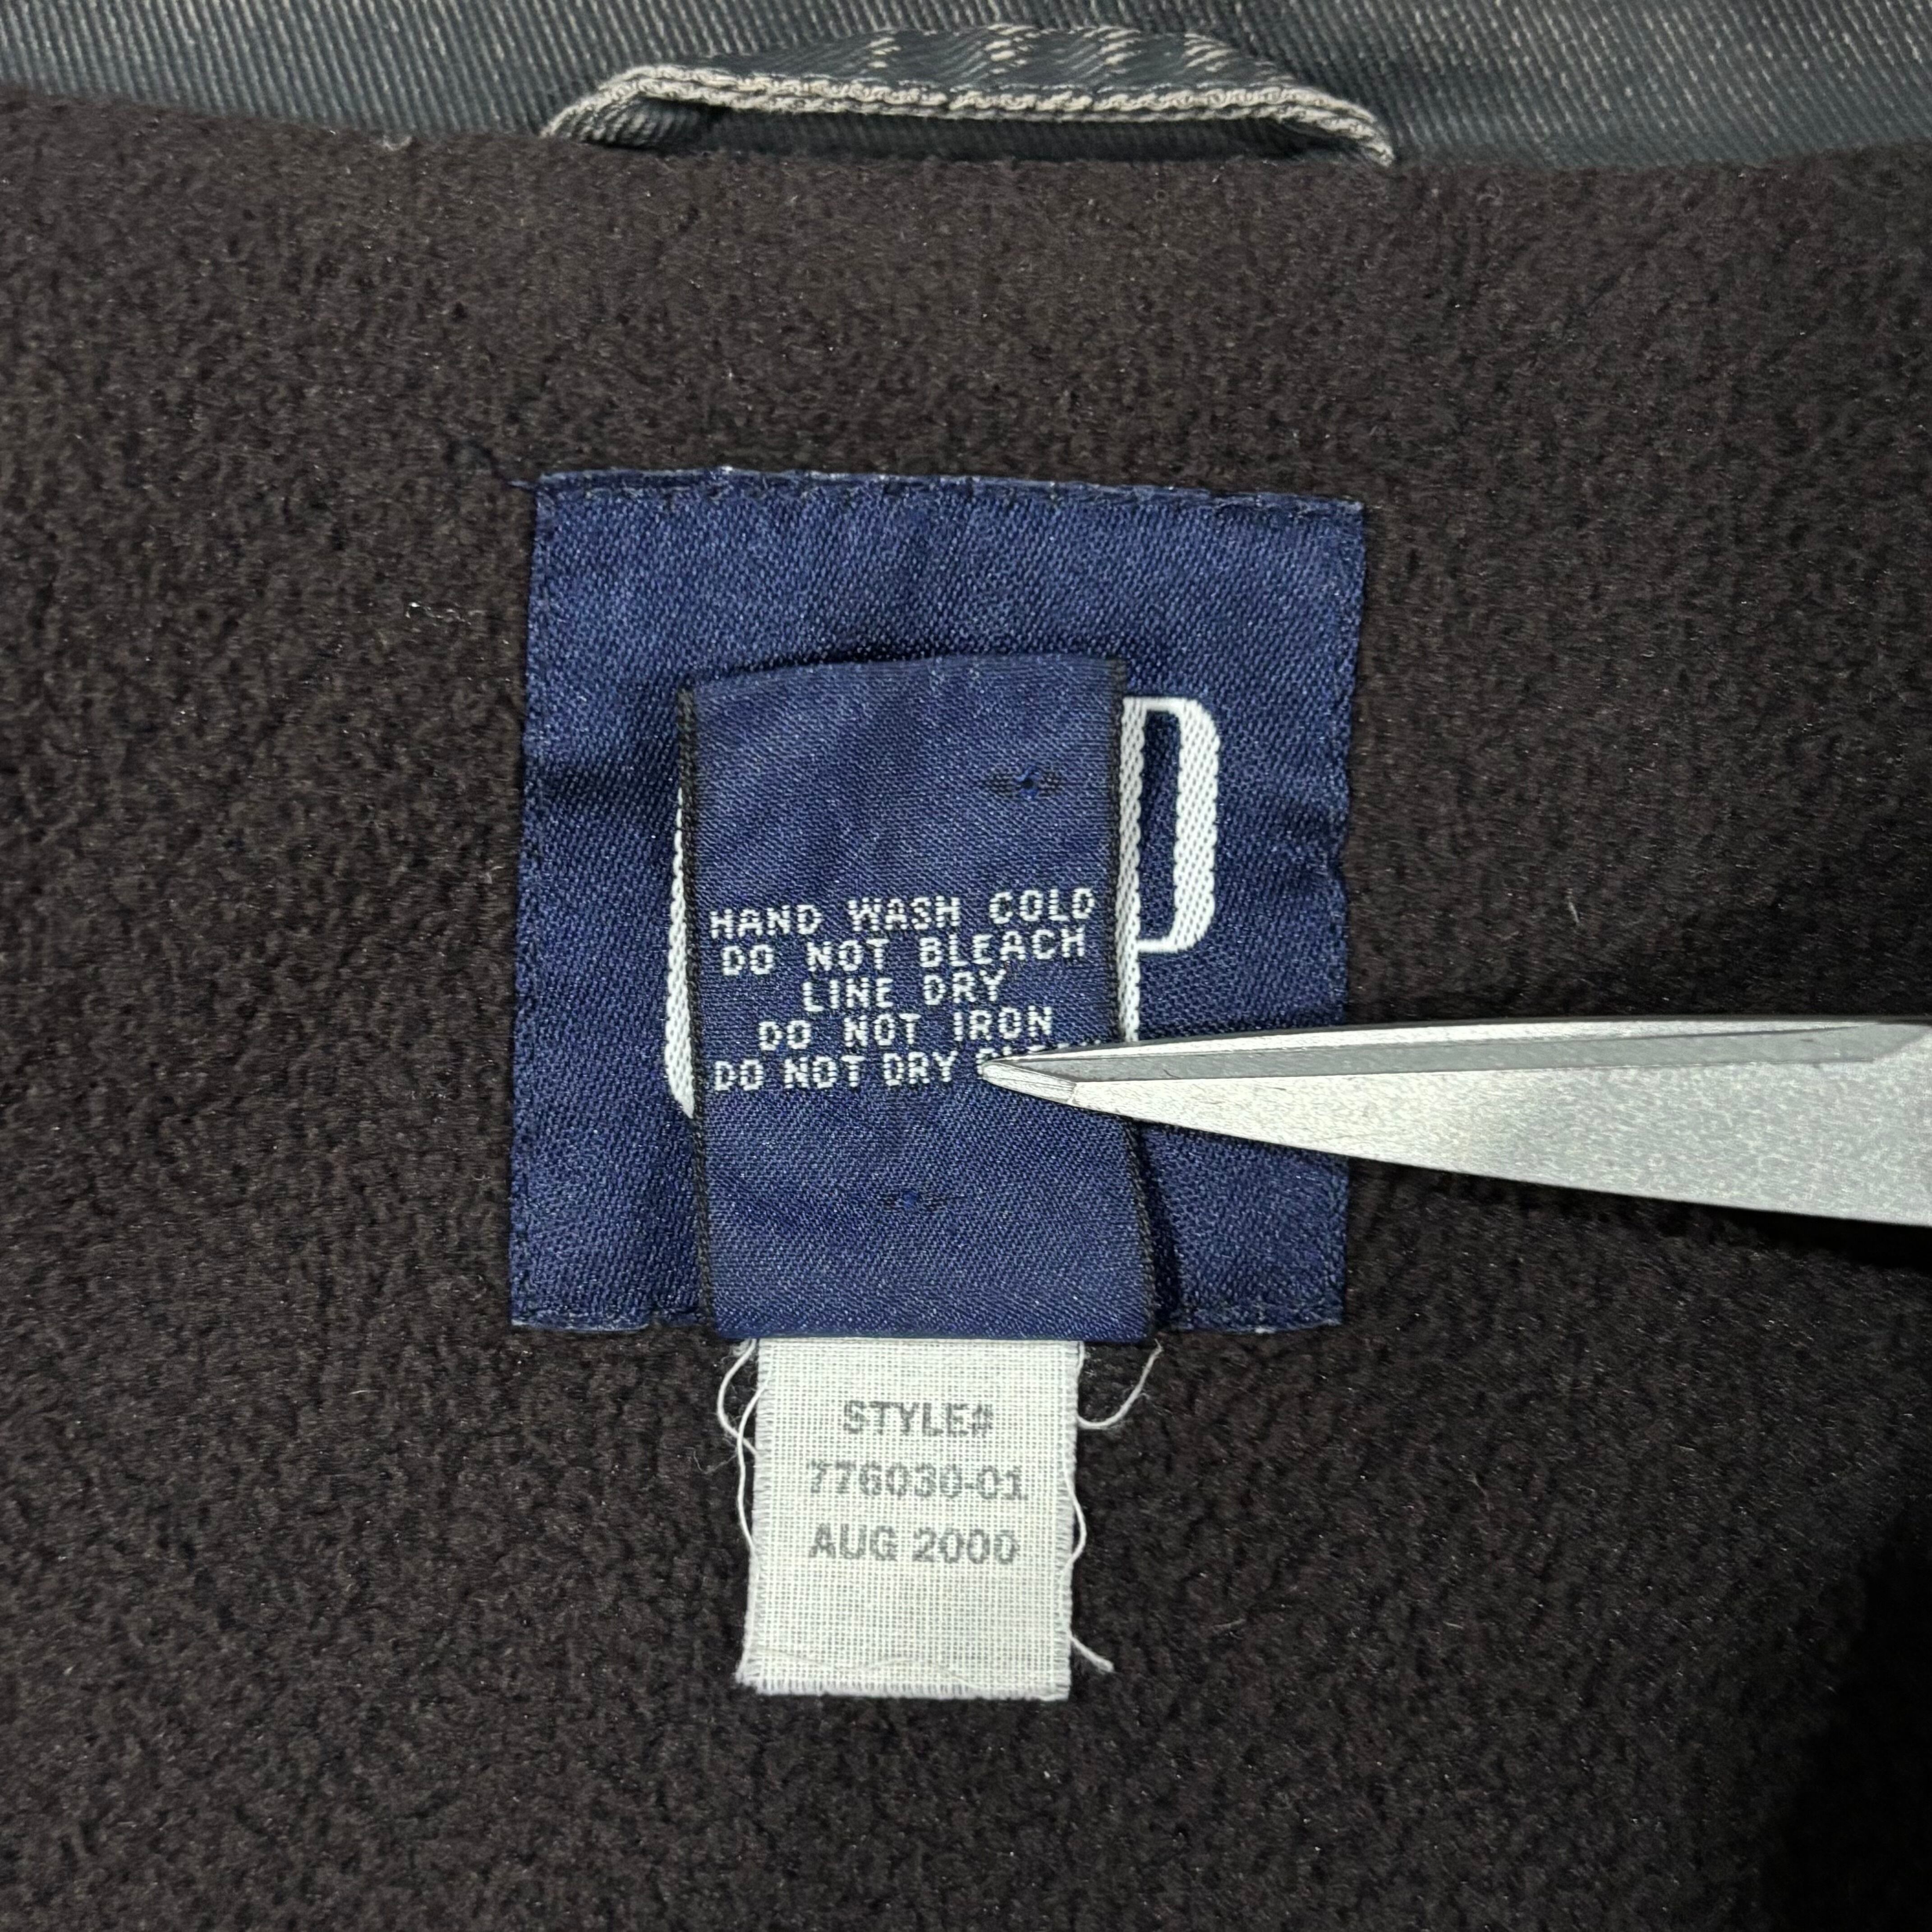 HAND WASH COLD
DO NOT BLEACH
LINE DRY
DO NOT IRON
DO NOT DRY
STYLE#
776030-01
AUG 2000